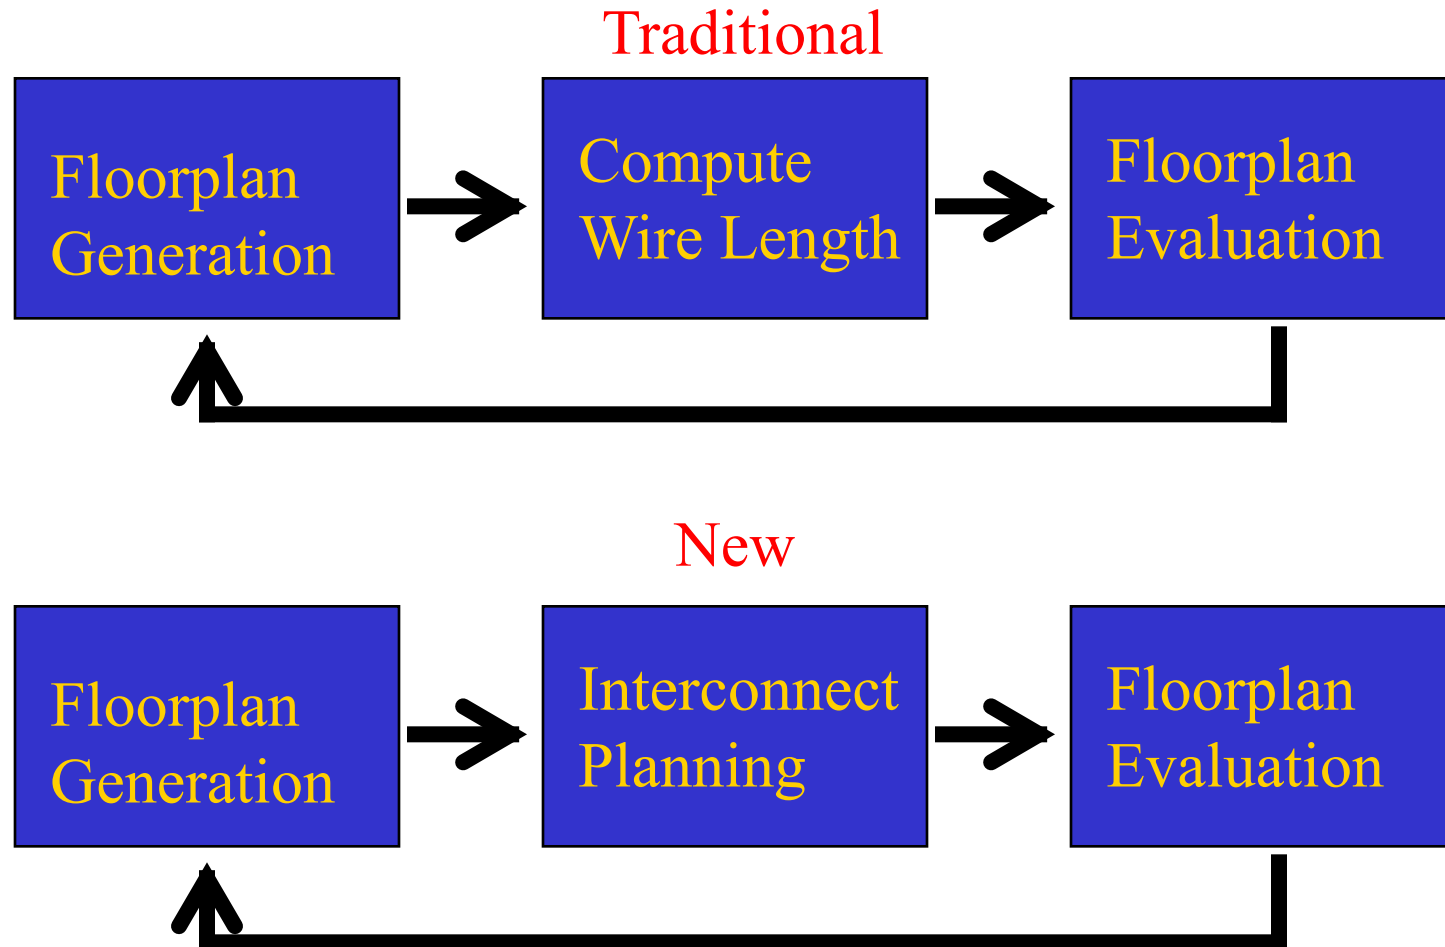 Traditional
Floorplan
Generation
Compute
Wire Length
Floorplan
Evaluation
New
Floorplan
Generation
Interconnect
Planning
Floorplan
Evaluation